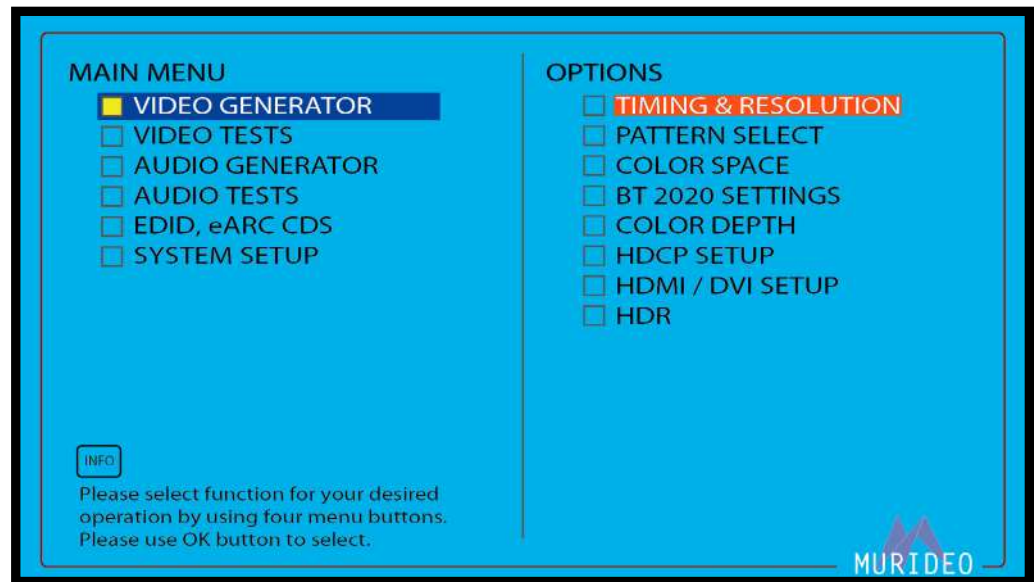 MAIN MENU
VIDEO GENERATOR
VIDEO TESTS
AUDIO GENERATOR
AUDIO TESTS
EDID, eARC CDS
SYSTEM SETUP
OPTIONS
TIMING & RESOLUTION
PATTERN SELECT
COLOR SPACE
BT 2020 SETTINGS
COLOR DEPTH
HDCP SETUP
HDMI / DVI SETUP
HDR
INFO
Please select function for your desired
operation by using four menu buttons.
Please use OK button to select.
MURIDEO